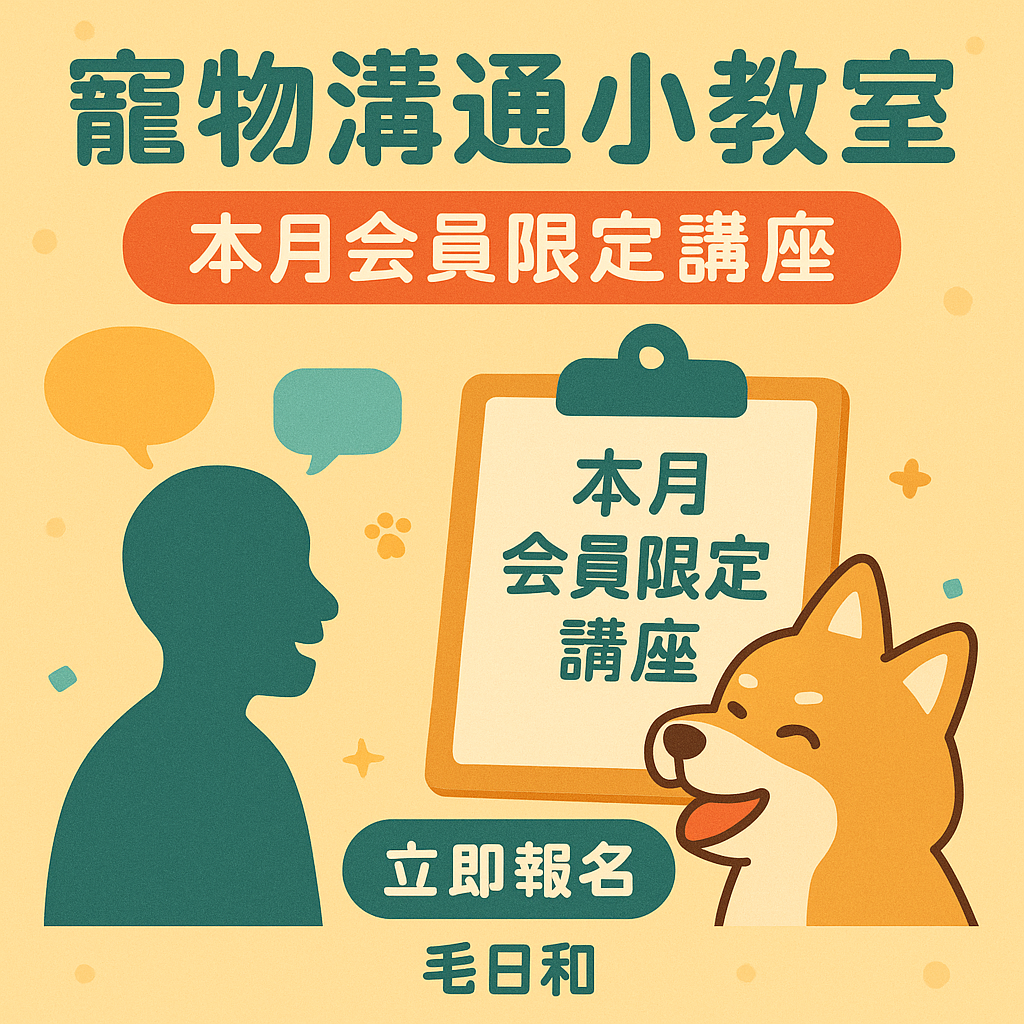 寵物溝通小教室
本月会員限定講座
本月
会員限定
講座
立即報名
毛日和